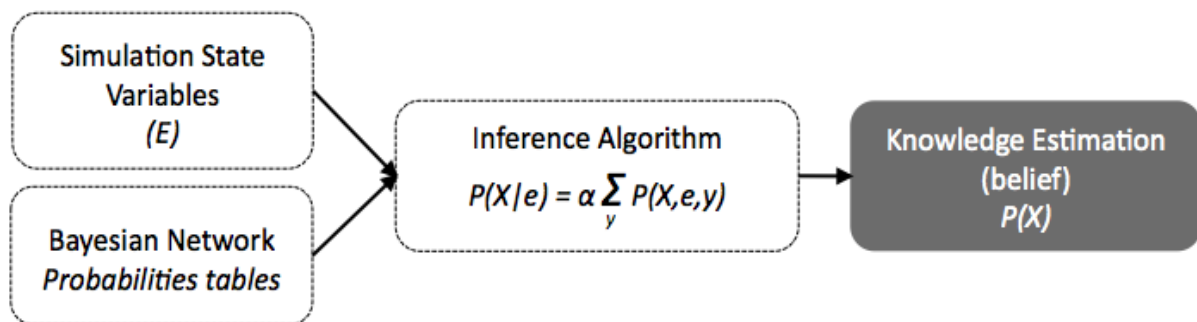 Simulation State
Variables
(E)
Bayesian Network
Probabilities tables
Inference Algorithm
P(X|e) = α Σ P(X,e,y)
y
Knowledge Estimation
(belief)
P(X)